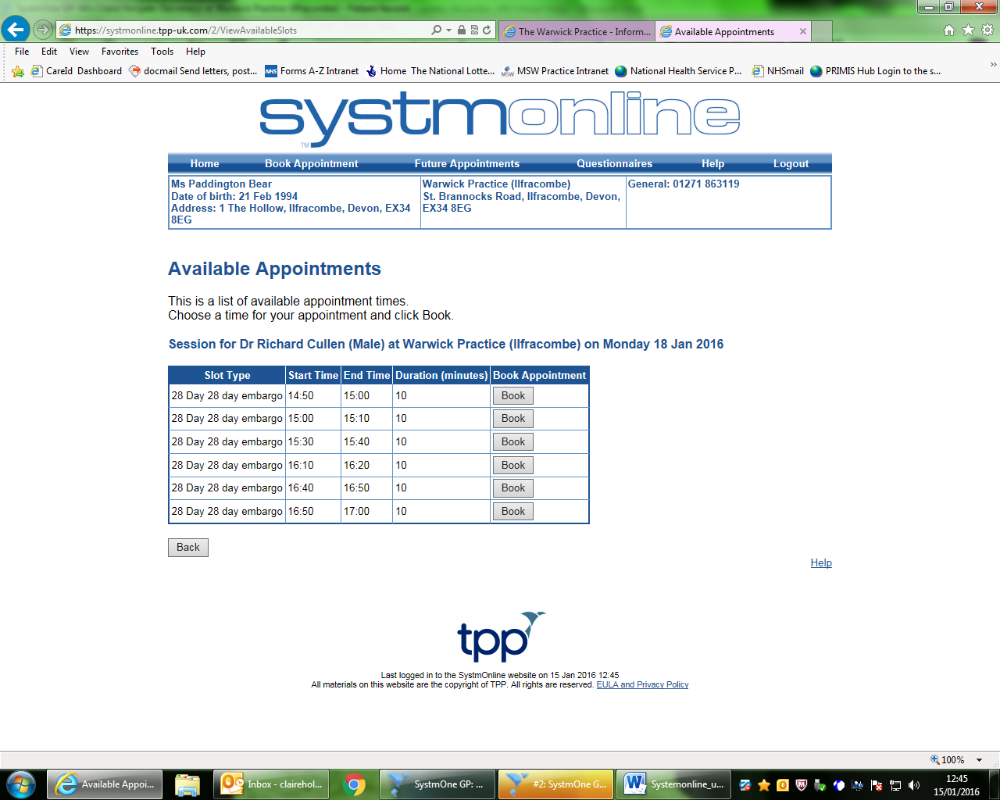 https://systmonline.tpp-uk.com/2/ViewAvailableSlots
The Warwick Practice - Inform...
Available Appointments
File Edit View Favorites Tools Help
CareId Dashboard
docmail Send letters, post...
NHS Forms A-Z Intranet
Home The National Lotte...
MSW MSW Practice Intranet
National Health Service P...
NHSmail
PRIMIS Hub Login to the s...
systmonline
TM
Home Book Appointment Future Appointments Questionnaires Help Logout
Ms Paddington Bear
Date of birth: 21 Feb 1994
Address: 1 The Hollow, Ilfracombe, Devon, EX34
8EG
Warwick Practice (Ilfracombe)
St. Brannocks Road, Ilfracombe, Devon,
EX34 8EG
General: 01271 863119
Available Appointments
This is a list of available appointment times.
Choose a time for your appointment and click Book.
Session for Dr Richard Cullen (Male) at Warwick Practice (Ilfracombe) on Monday 18 Jan 2016
Slot Type Start Time End Time Duration (minutes) Book Appointment
28 Day 28 day embargo 14:50 15:00 10 Book
28 Day 28 day embargo 15:00 15:10 10 Book
28 Day 28 day embargo 15:30 15:40 10 Book
28 Day 28 day embargo 16:10 16:20 10 Book
28 Day 28 day embargo 16:40 16:50 10 Book
28 Day 28 day embargo 16:50 17:00 10 Book
Back
Help
tpp
Last logged in to the SystmOnline website on 15 Jan 2016 12:45
All materials on this website are the copyright of TPP. All rights are reserved. EULA and Privacy Policy
100%
Available Appoi...
Inbox - clairehol...
SystmOne GP: ...
#2: SystmOne G...
Systemonline_u...
12:45
15/01/2016